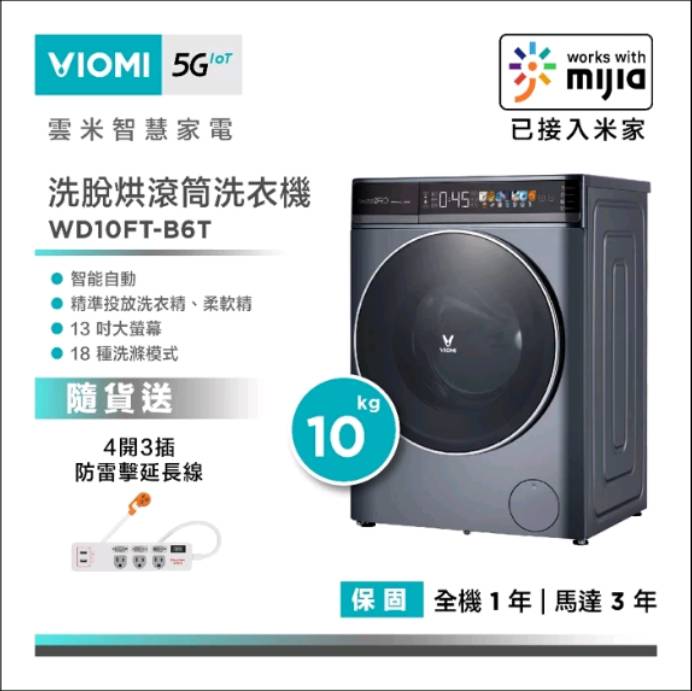 VIOMI 5G IoT
works with
mijia
雲米智慧家電
已接入米家
洗脫烘滾筒洗衣機
WD10FT-B6T
0:45
智能自動
精準投放洗衣精、柔軟精
13 吋大螢幕
18 種洗滌模式
VIOMI
隨貨送
10 kg
4開3插
防雷擊延長線
保固 全機 1 年 | 馬達 3 年